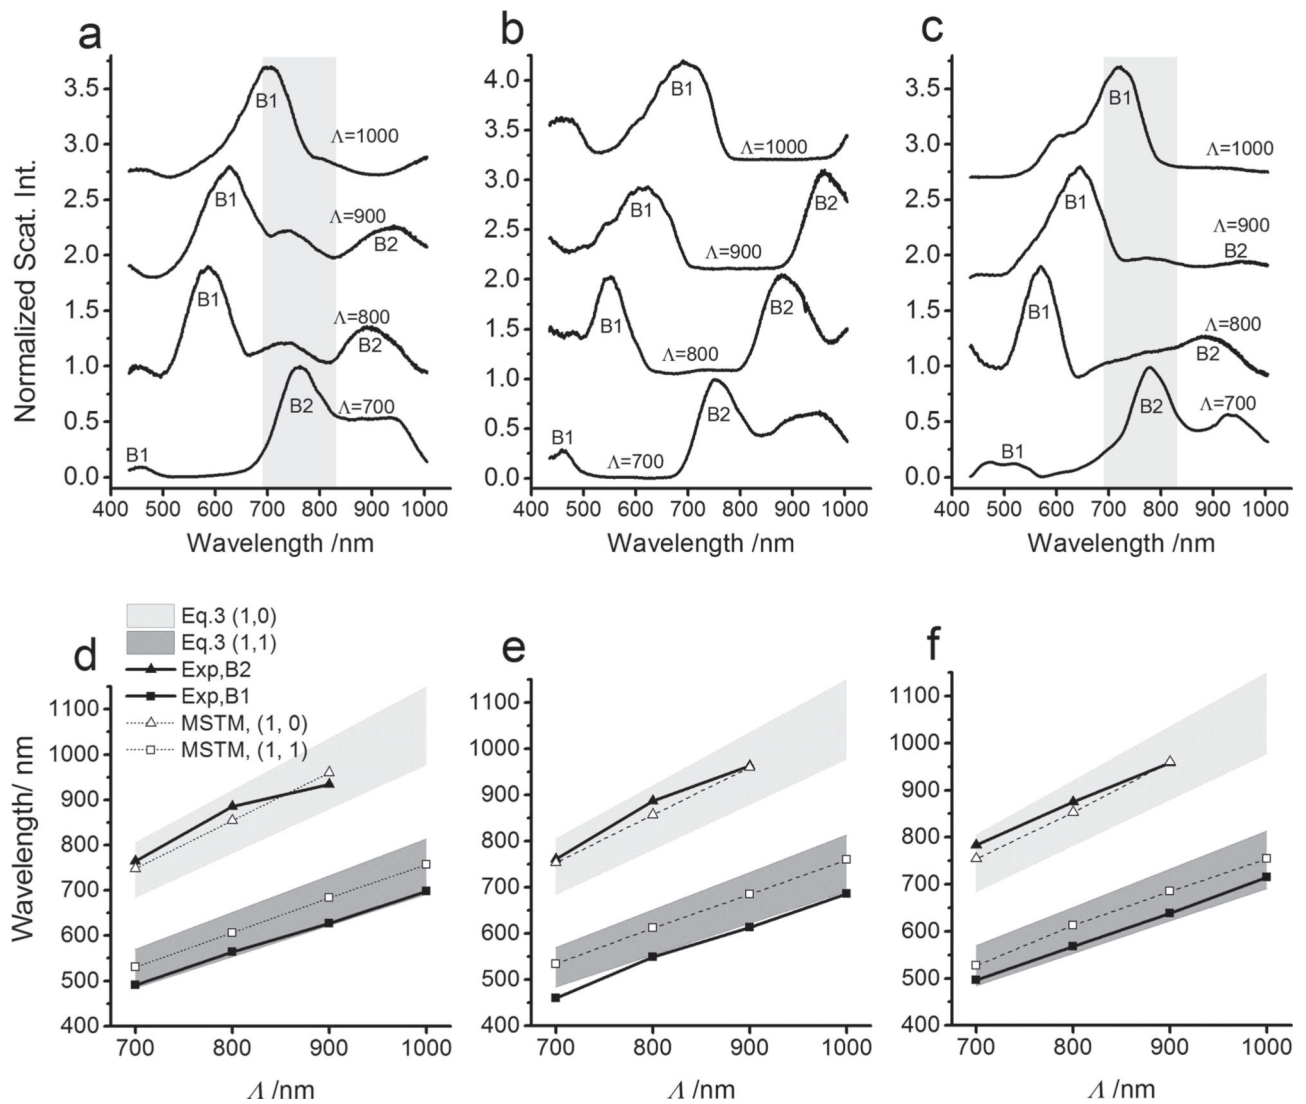 a
b
c
Normalized Scat. Int.
3.5
3.0
2.5
2.0
1.5
1.0
0.5
0.0
B1
Λ=1000
B1
Λ=900
B2
B1
Λ=800
B2
B1
B2
Λ=700
400 500 600 700 800 900 1000
Wavelength /nm
4.0
3.5
3.0
2.5
2.0
1.5
1.0
0.5
0.0
B1
Λ=1000
B1
Λ=900
B2
B1
Λ=800
B2
B1
Λ=700
B2
400 500 600 700 800 900 1000
Wavelength /nm
3.5
3.0
2.5
2.0
1.5
1.0
0.5
0.0
B1
Λ=1000
B1
Λ=900
B2
B1
Λ=800
B2
B1
B2
Λ=700
400 500 600 700 800 900 1000
Wavelength /nm
Eq.3 (1,0)
Eq.3 (1,1)
Exp,B2
Exp,B1
MSTM, (1, 0)
MSTM, (1, 1)
d
e
f
Wavelength/ nm
1100
1000
900
800
700
600
500
400
700 800 900 1000
Λ /nm
1100
1000
900
800
700
600
500
400
700 800 900 1000
Λ /nm
1100
1000
900
800
700
600
500
400
700 800 900 1000
Λ /nm